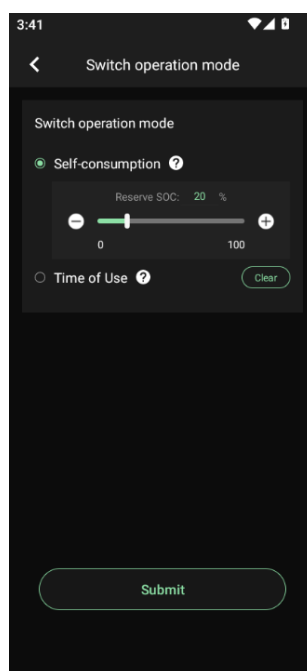 3:41
Switch operation mode
Switch operation mode
Self-consumption ?
Reserve SOC: 20 %
0 100
Time of Use ? Clear
Submit